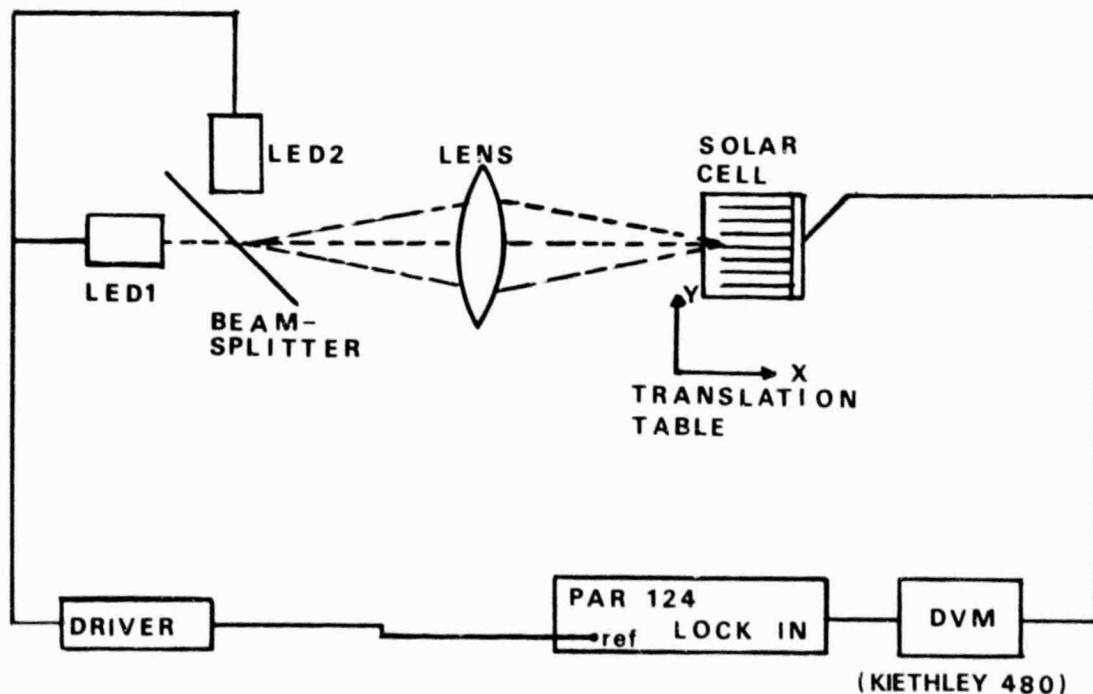 LED2
LENS
SOLAR
CELL
LED1
BEAM-
SPLITTER
Y
X
TRANSLATION
TABLE
DRIVER
PAR 124
ref LOCK IN
DVM
(KIETHLEY 480)